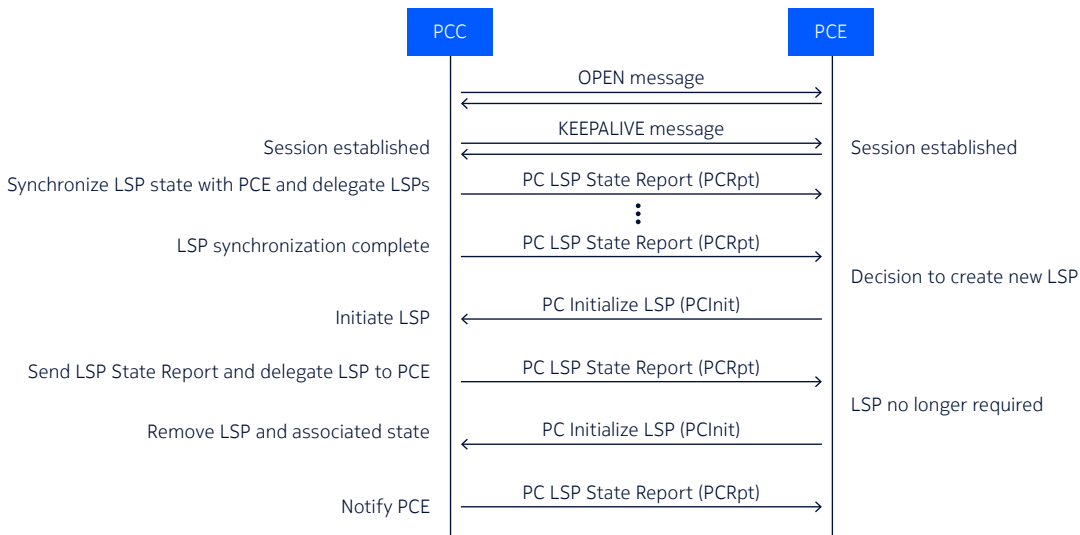 PCC
PCE
OPEN message
KEEPALIVE message
Session established
Session established
Synchronize LSP state with PCE and delegate LSPs
PC LSP State Report (PCRpt)
LSP synchronization complete
PC LSP State Report (PCRpt)
Decision to create new LSP
Initiate LSP
PC Initialize LSP (PCInit)
Send LSP State Report and delegate LSP to PCE
PC LSP State Report (PCRpt)
LSP no longer required
Remove LSP and associated state
PC Initialize LSP (PCInit)
Notify PCE
PC LSP State Report (PCRpt)